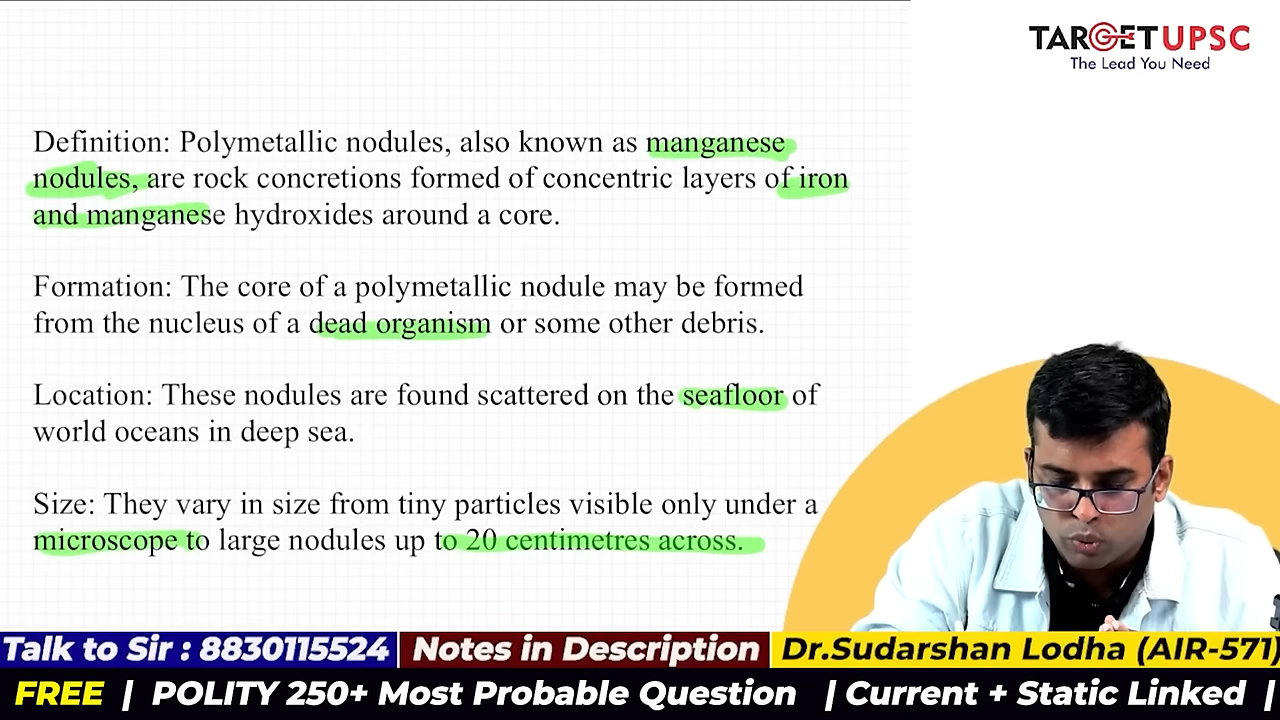 TARGET UPSC
The Lead You Need
Definition: Polymetallic nodules, also known as manganese
nodules, are rock concretions formed of concentric layers of iron
and manganese hydroxides around a core.
Formation: The core of a polymetallic nodule may be formed
from the nucleus of a dead organism or some other debris.
Location: These nodules are found scattered on the seafloor of
world oceans in deep sea.
Size: They vary in size from tiny particles visible only under a
microscope to large nodules up to 20 centimetres across.
Talk to Sir : 8830115524
Notes in Description
Dr.Sudarshan Lodha (AIR-571)
FREE | POLITY 250+ Most Probable Question | Current + Static Linked |